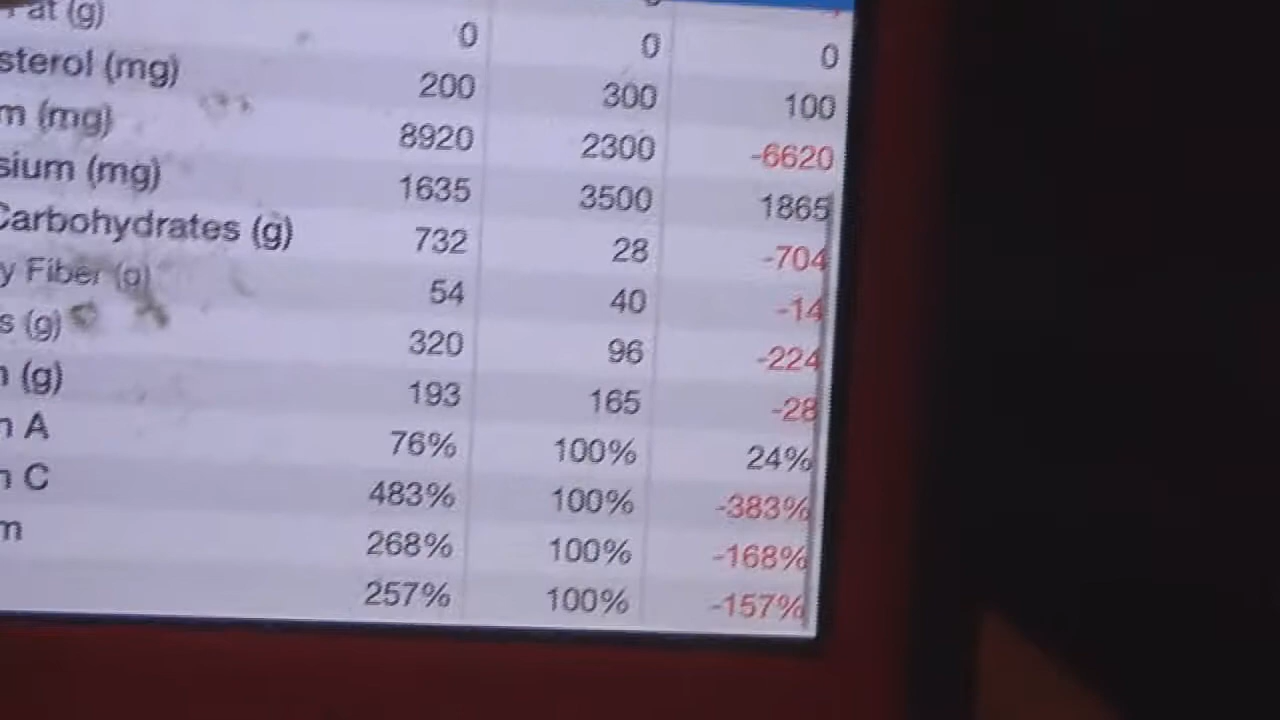 at (g) 0 0 0
sterol (mg) 200 300 100
m (mg) 8920 2300 -6620
sium (mg) 1635 3500 1865
Carbohydrates (g) 732 28 -704
y Fiber (g) 54 40 -14
s (g) 320 96 -224
n (g) 193 165 -28
n A 76% 100% 24%
n C 483% 100% -383%
m 268% 100% -168%
257% 100% -157%